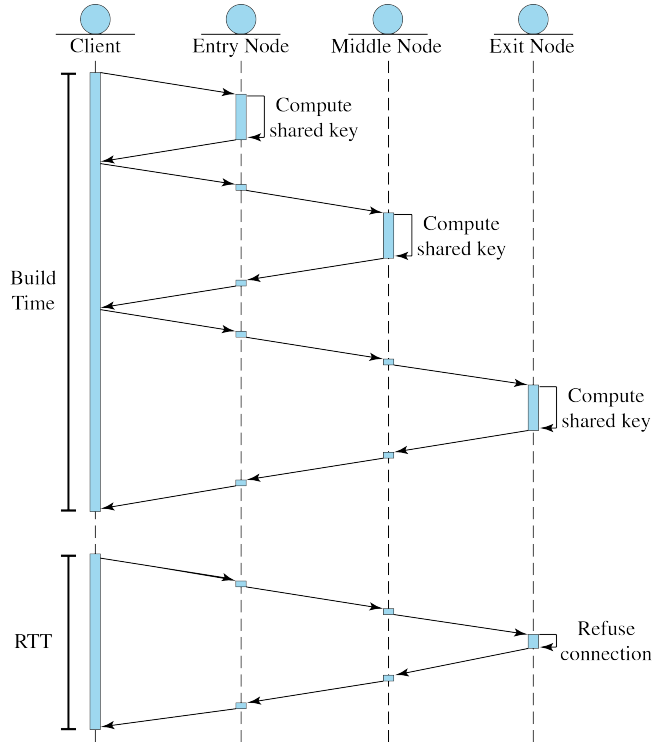 Client
Entry Node
Middle Node
Exit Node
Compute
shared key
Compute
shared key
Build
Time
Compute
shared key
RTT
Refuse
connection